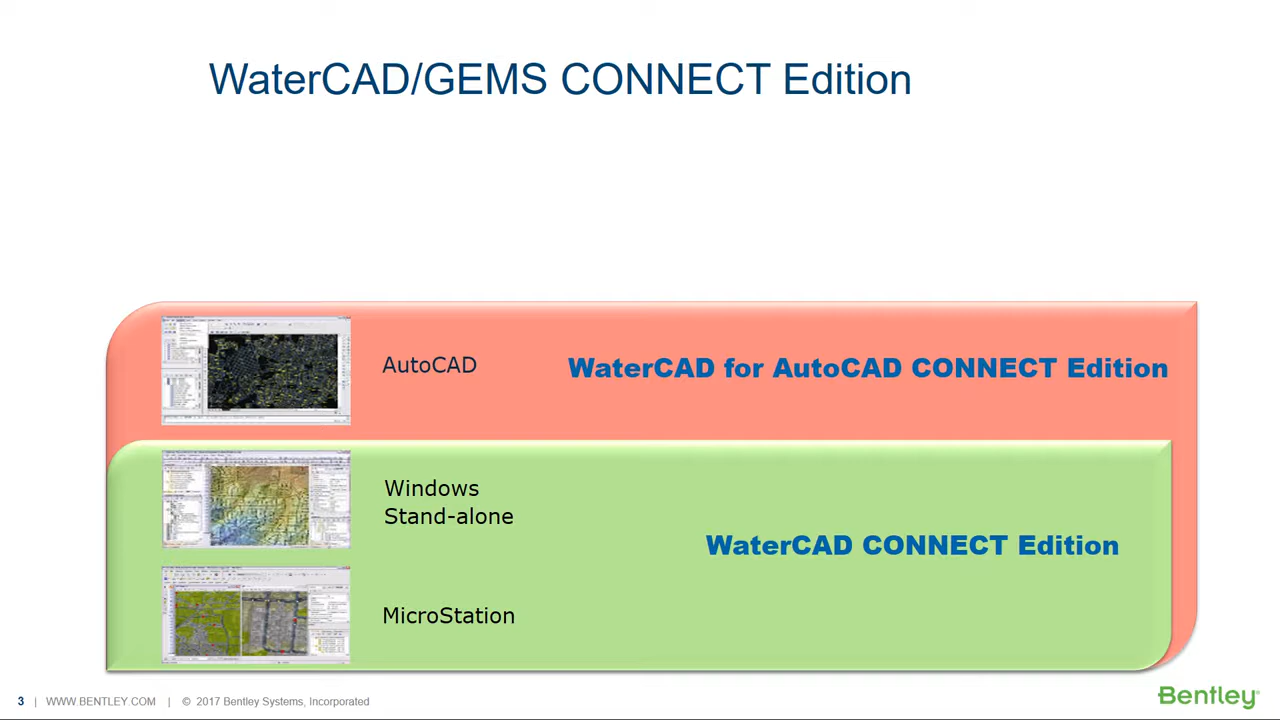 WaterCAD/GEMS CONNECT Edition
AutoCAD
WaterCAD for AutoCAD CONNECT Edition
Windows
Stand-alone
WaterCAD CONNECT Edition
MicroStation
3 | WWW.BENTLEY.COM | © 2017 Bentley Systems, Incorporated
Bentley